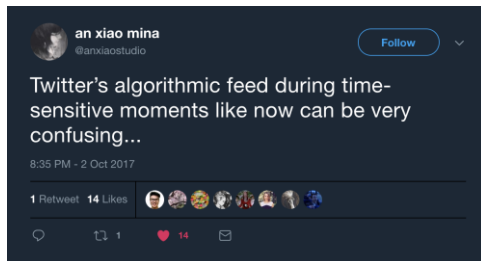 an xiao mina
@anxiaostudio
Follow
Twitter’s algorithmic feed during time-
sensitive moments like now can be very
confusing...
8:35 PM - 2 Oct 2017
1 Retweet 14 Likes
1 14